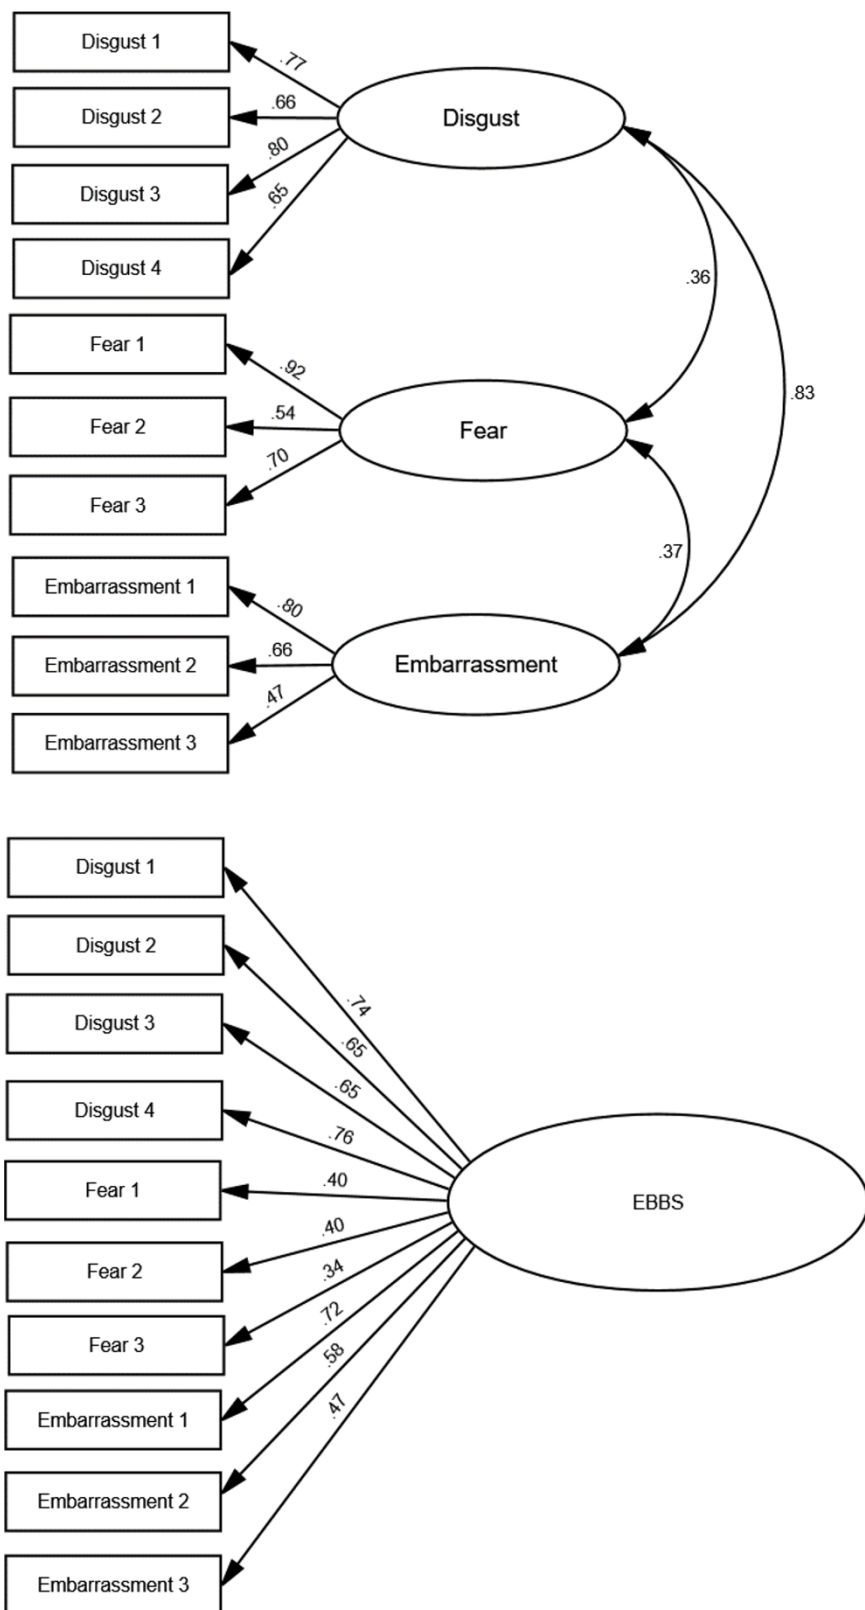 Disgust 1
.77
Disgust 2
.66
Disgust
.80
Disgust 3
.65
Disgust 4
.36
Fear 1
.92
.83
Fear 2
.54
Fear
.70
Fear 3
.37
Embarrassment 1
.80
Embarrassment 2
.66
Embarrassment
.47
Embarrassment 3
Disgust 1
Disgust 2
.74
Disgust 3
.65
.65
Disgust 4
.76
Fear 1
.40
EBBS
.40
Fear 2
.34
.72
Fear 3
.58
Embarrassment 1
.47
Embarrassment 2
Embarrassment 3